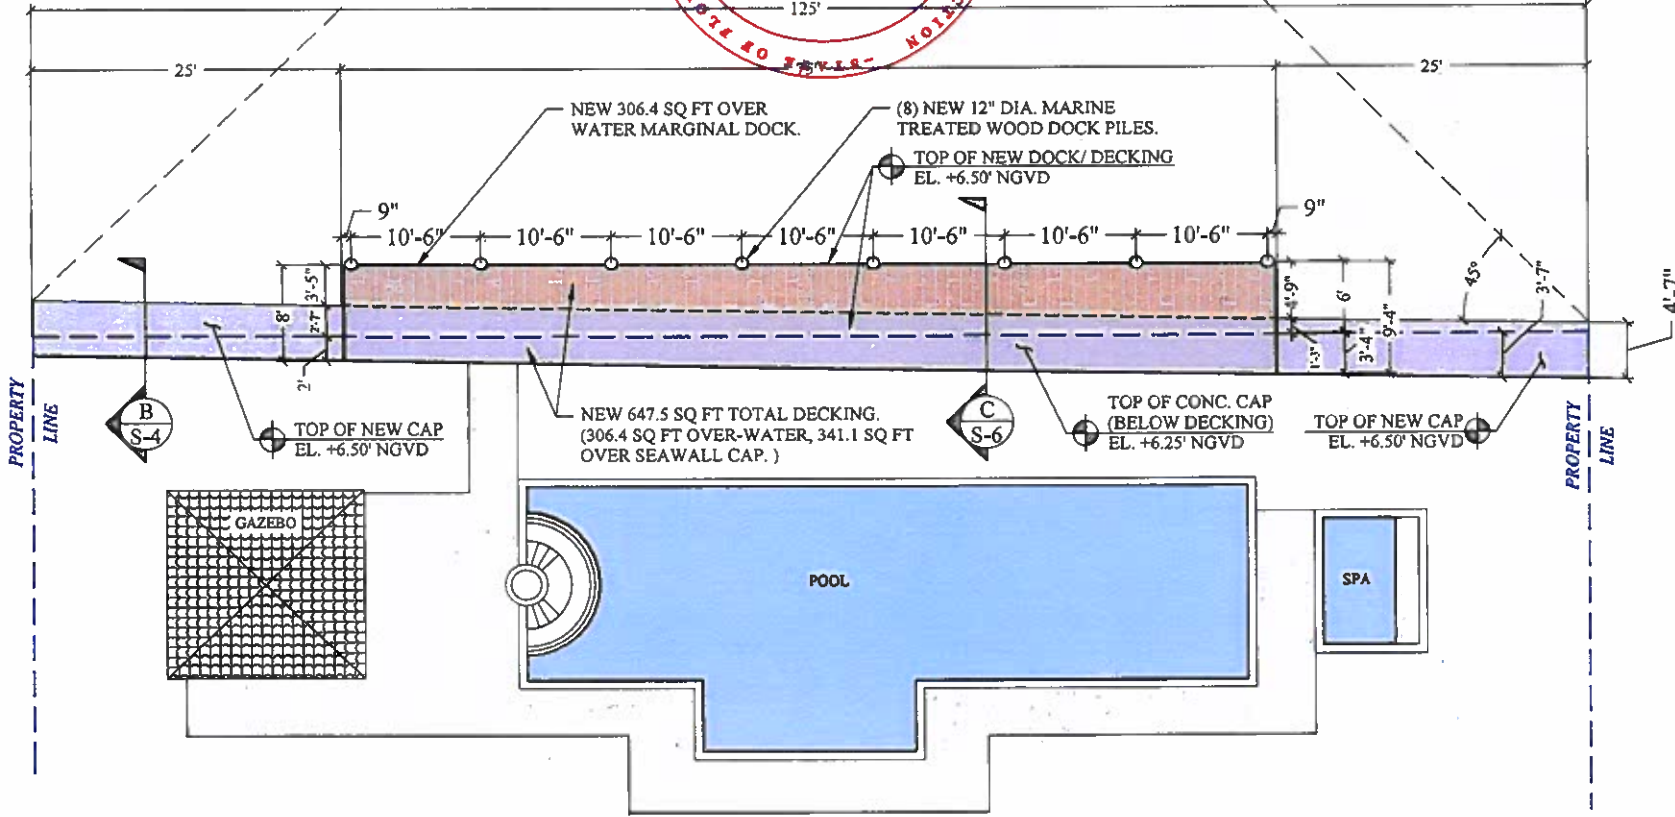 125'
25'
75'
25'
-STATE OF FLO
CTION
NEW 306.4 SQ FT OVER
WATER MARGINAL DOCK.
(8) NEW 12" DIA. MARINE
TREATED WOOD DOCK PILES.
TOP OF NEW DOCK/ DECKING
EL. +6.50' NGVD
9"
10'-6"
10'-6"
10'-6"
10'-6"
10'-6"
10'-6"
10'-6"
9"
3'-5"
8'
2'-7"
2'
4'-9"
6'
9'-4"
1'-3"
3'-4"
45°
3'-7"
4'-7"
PROPERTY
LINE
B
S-4
TOP OF NEW CAP
EL. +6.50' NGVD
NEW 647.5 SQ FT TOTAL DECKING.
(306.4 SQ FT OVER-WATER, 341.1 SQ FT
OVER SEAWALL CAP. )
C
S-6
TOP OF CONC. CAP
(BELOW DECKING)
EL. +6.25' NGVD
TOP OF NEW CAP
EL. +6.50' NGVD
PROPERTY
LINE
GAZEBO
POOL
SPA